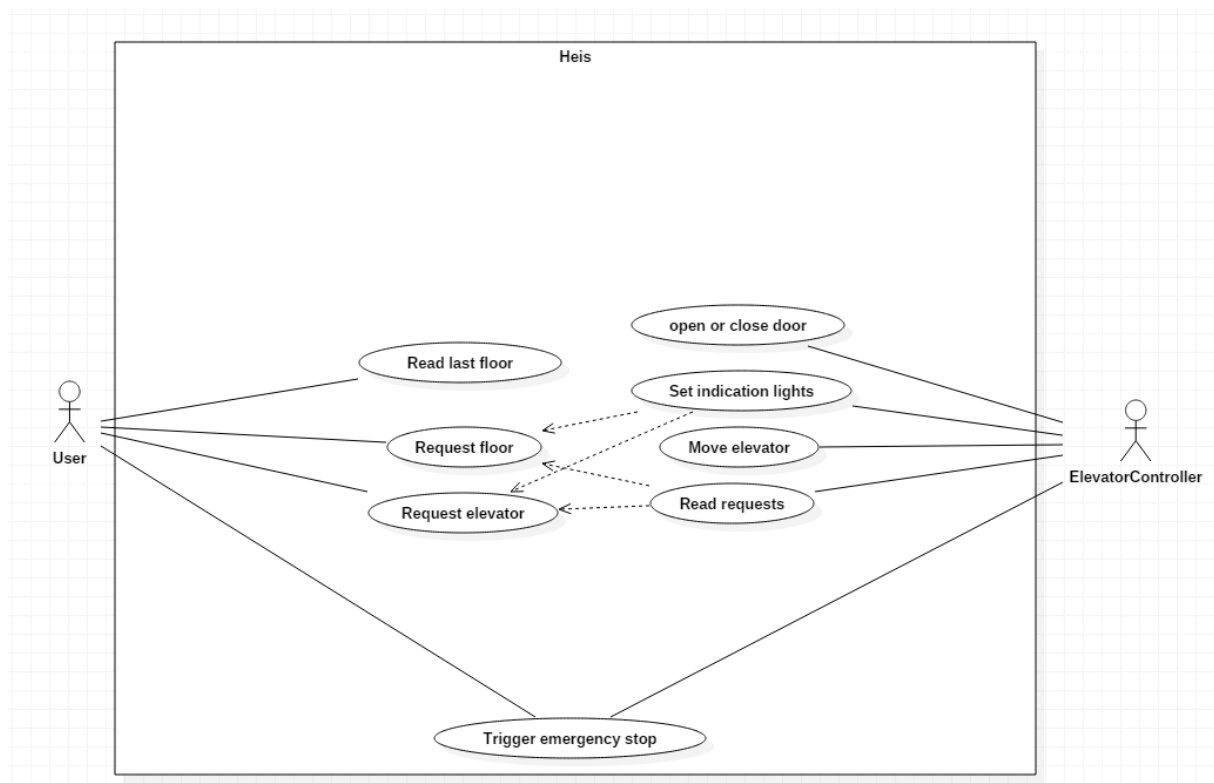 Heis
open or close door
Read last floor
Set indication lights
Request floor
Move elevator
User
ElevatorController
Request elevator
Read requests
Trigger emergency stop